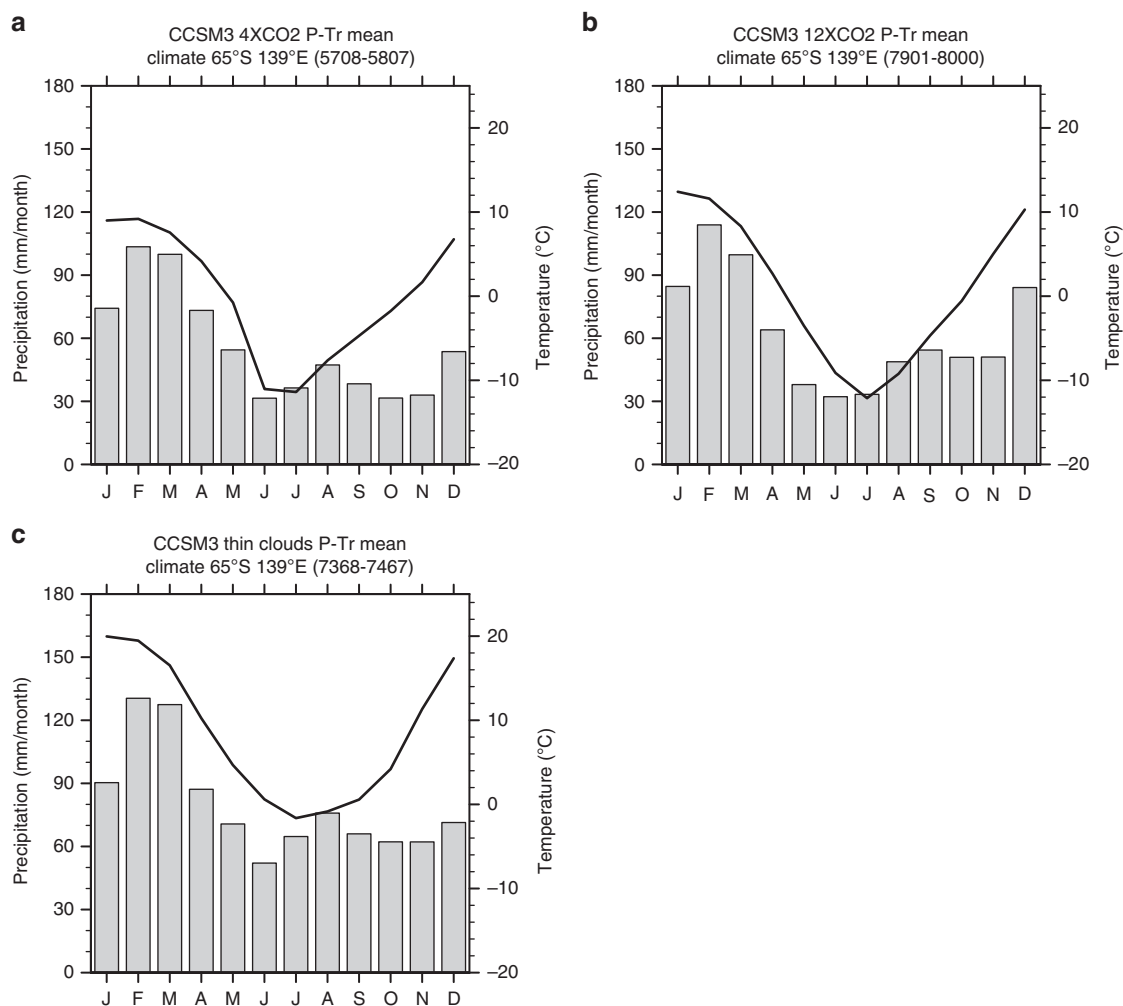 a
CCSM3 4XCO2 P-Tr mean
climate 65°S 139°E (5708-5807)
180
150
120
90
60
30
0
Precipitation (mm/month)
20
10
0
–10
–20
Temperature (°C)
J F M A M J J A S O N D
b
CCSM3 12XCO2 P-Tr mean
climate 65°S 139°E (7901-8000)
180
150
120
90
60
30
0
Precipitation (mm/month)
20
10
0
–10
–20
Temperature (°C)
J F M A M J J A S O N D
c
CCSM3 thin clouds P-Tr mean
climate 65°S 139°E (7368-7467)
180
150
120
90
60
30
0
Precipitation (mm/month)
20
10
0
–10
–20
Temperature (°C)
J F M A M J J A S O N D